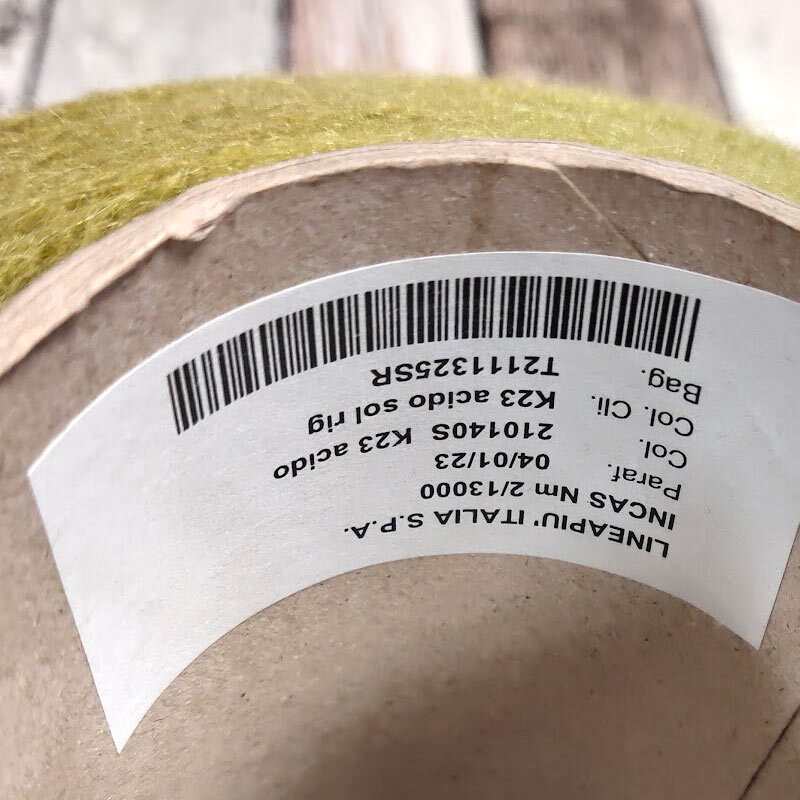 LINEAPIU' ITALIA S.P.A.
INCAS Nm 2/13000
Paraf. 04/01/23
Col. 210140S K23 acido
Col. Cli. K23 acido sol rig
Bag. T2111325SR